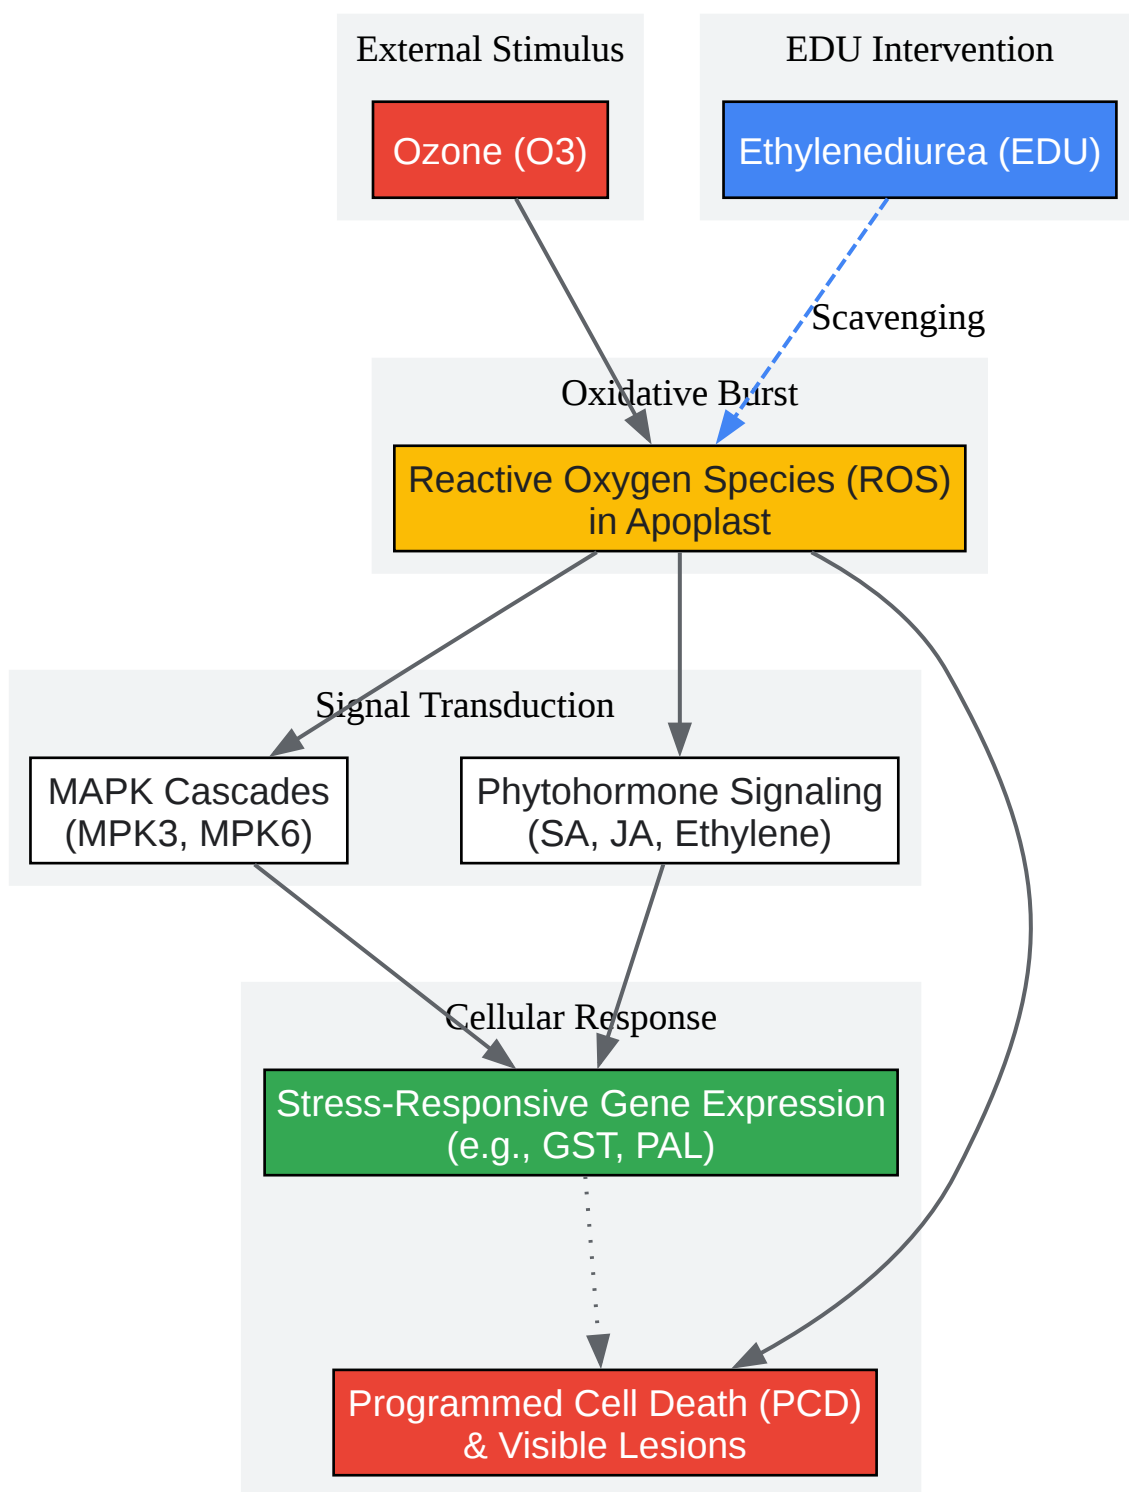 External Stimulus
EDU Intervention
Ozone (O3)
Ethylenediurea (EDU)
Scavenging
Oxidative Burst
Reactive Oxygen Species (ROS)
in Apoplast
Signal Transduction
MAPK Cascades
(MPK3, MPK6)
Phytohormone Signaling
(SA, JA, Ethylene)
Cellular Response
Stress-Responsive Gene Expression
(e.g., GST, PAL)
Programmed Cell Death (PCD)
& Visible Lesions